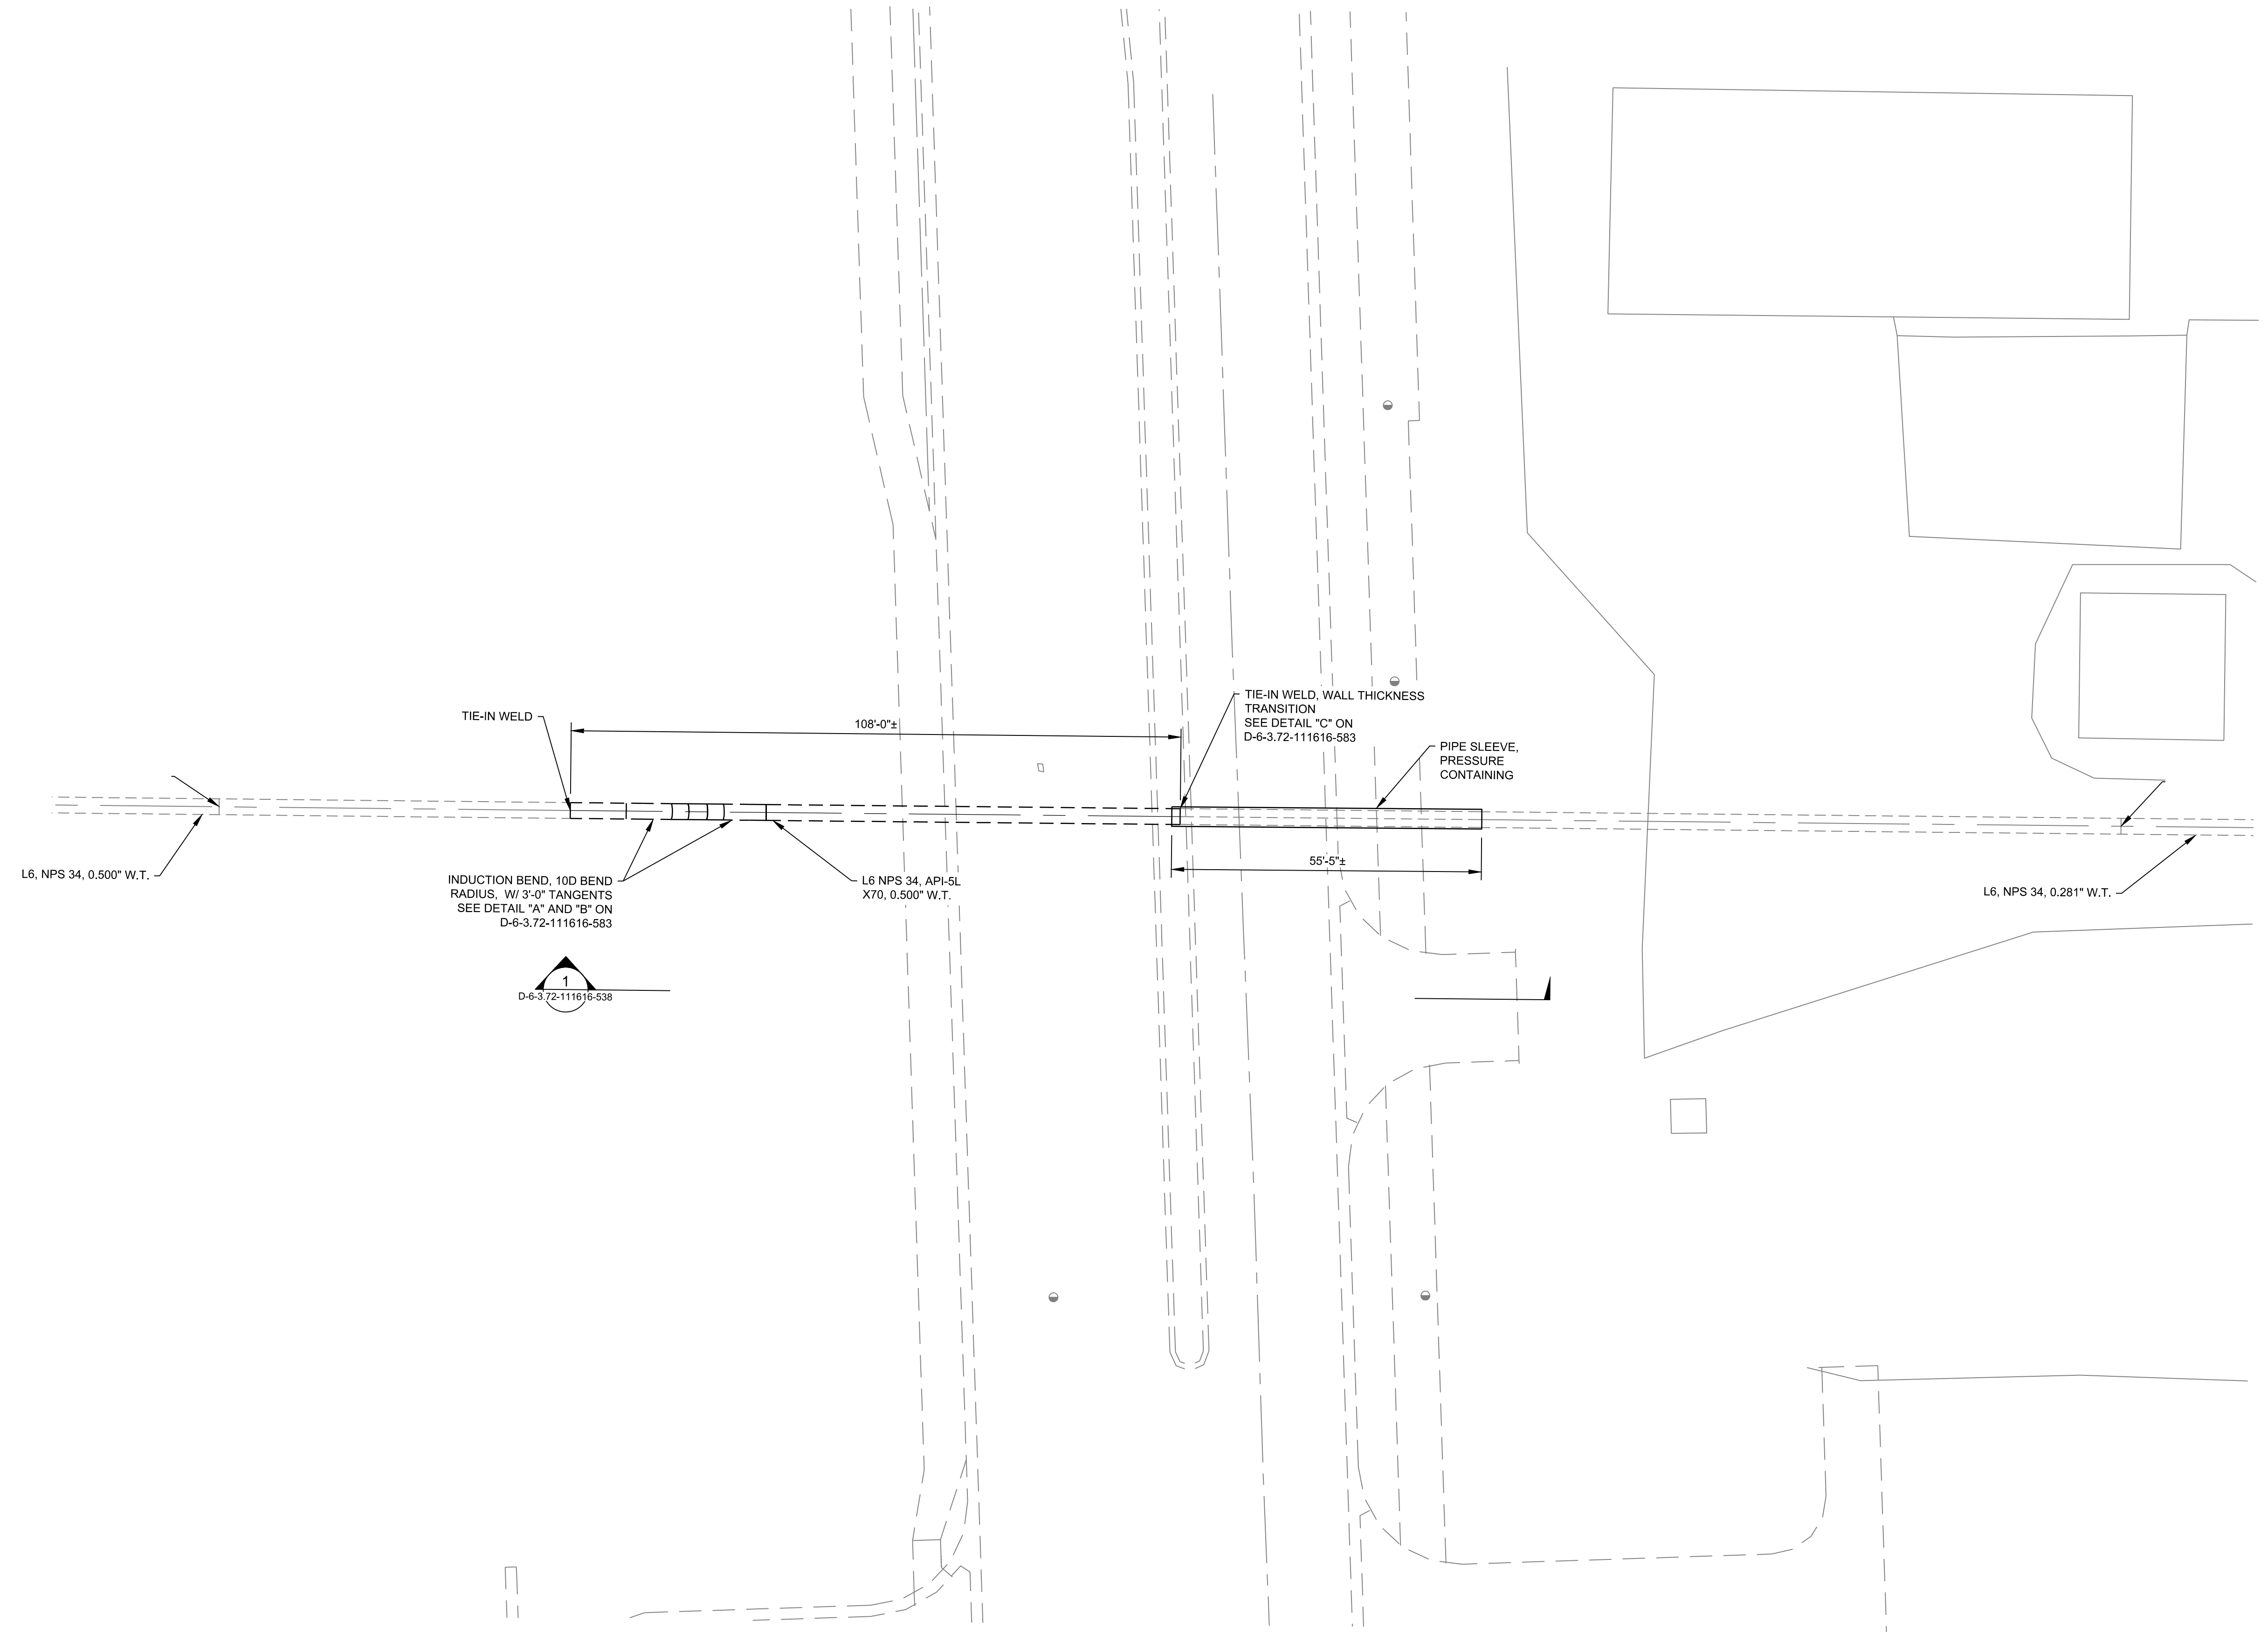 TIE-IN WELD
108'-0"±
TIE-IN WELD, WALL THICKNESS
TRANSITION
SEE DETAIL "C" ON
D-6-3.72-111616-583
PIPE SLEEVE,
PRESSURE
CONTAINING
L6, NPS 34, 0.500" W.T.
INDUCTION BEND, 10D BEND
RADIUS, W/ 3'-0" TANGENTS
SEE DETAIL "A" AND "B" ON
D-6-3.72-111616-583
L6 NPS 34, API-5L
X70, 0.500" W.T.
55'-5"±
L6, NPS 34, 0.281" W.T.
1
D-6-3.72-111616-538